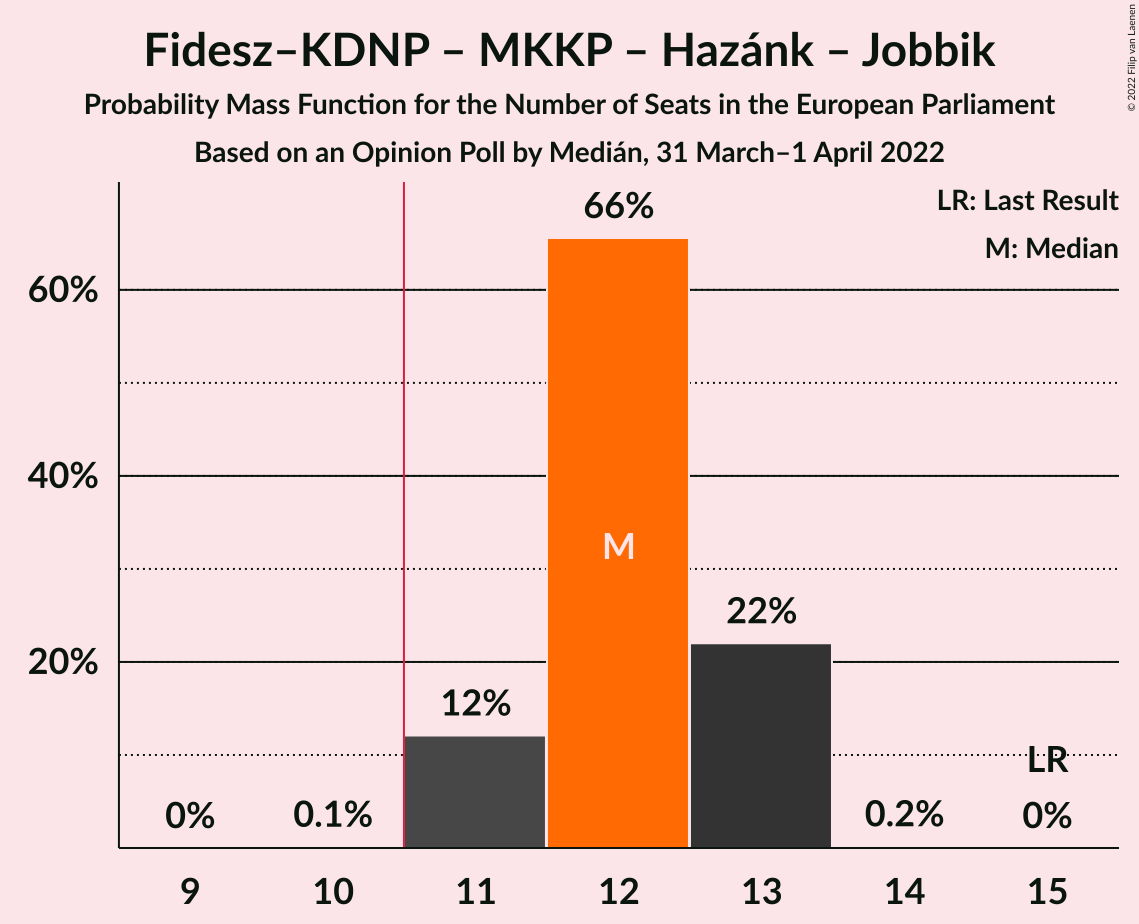 Fidesz–KDNP – MKKP – Hazánk – Jobbik
Probability Mass Function for the Number of Seats in the European Parliament
Based on an Opinion Poll by Medián, 31 March–1 April 2022
© 2022 Filip van Laenen
LR: Last Result
M: Median
66%
60%
40%
M
22%
20%
12%
LR
0%
0.1%
0.2%
0%
9
10
11
12
13
14
15